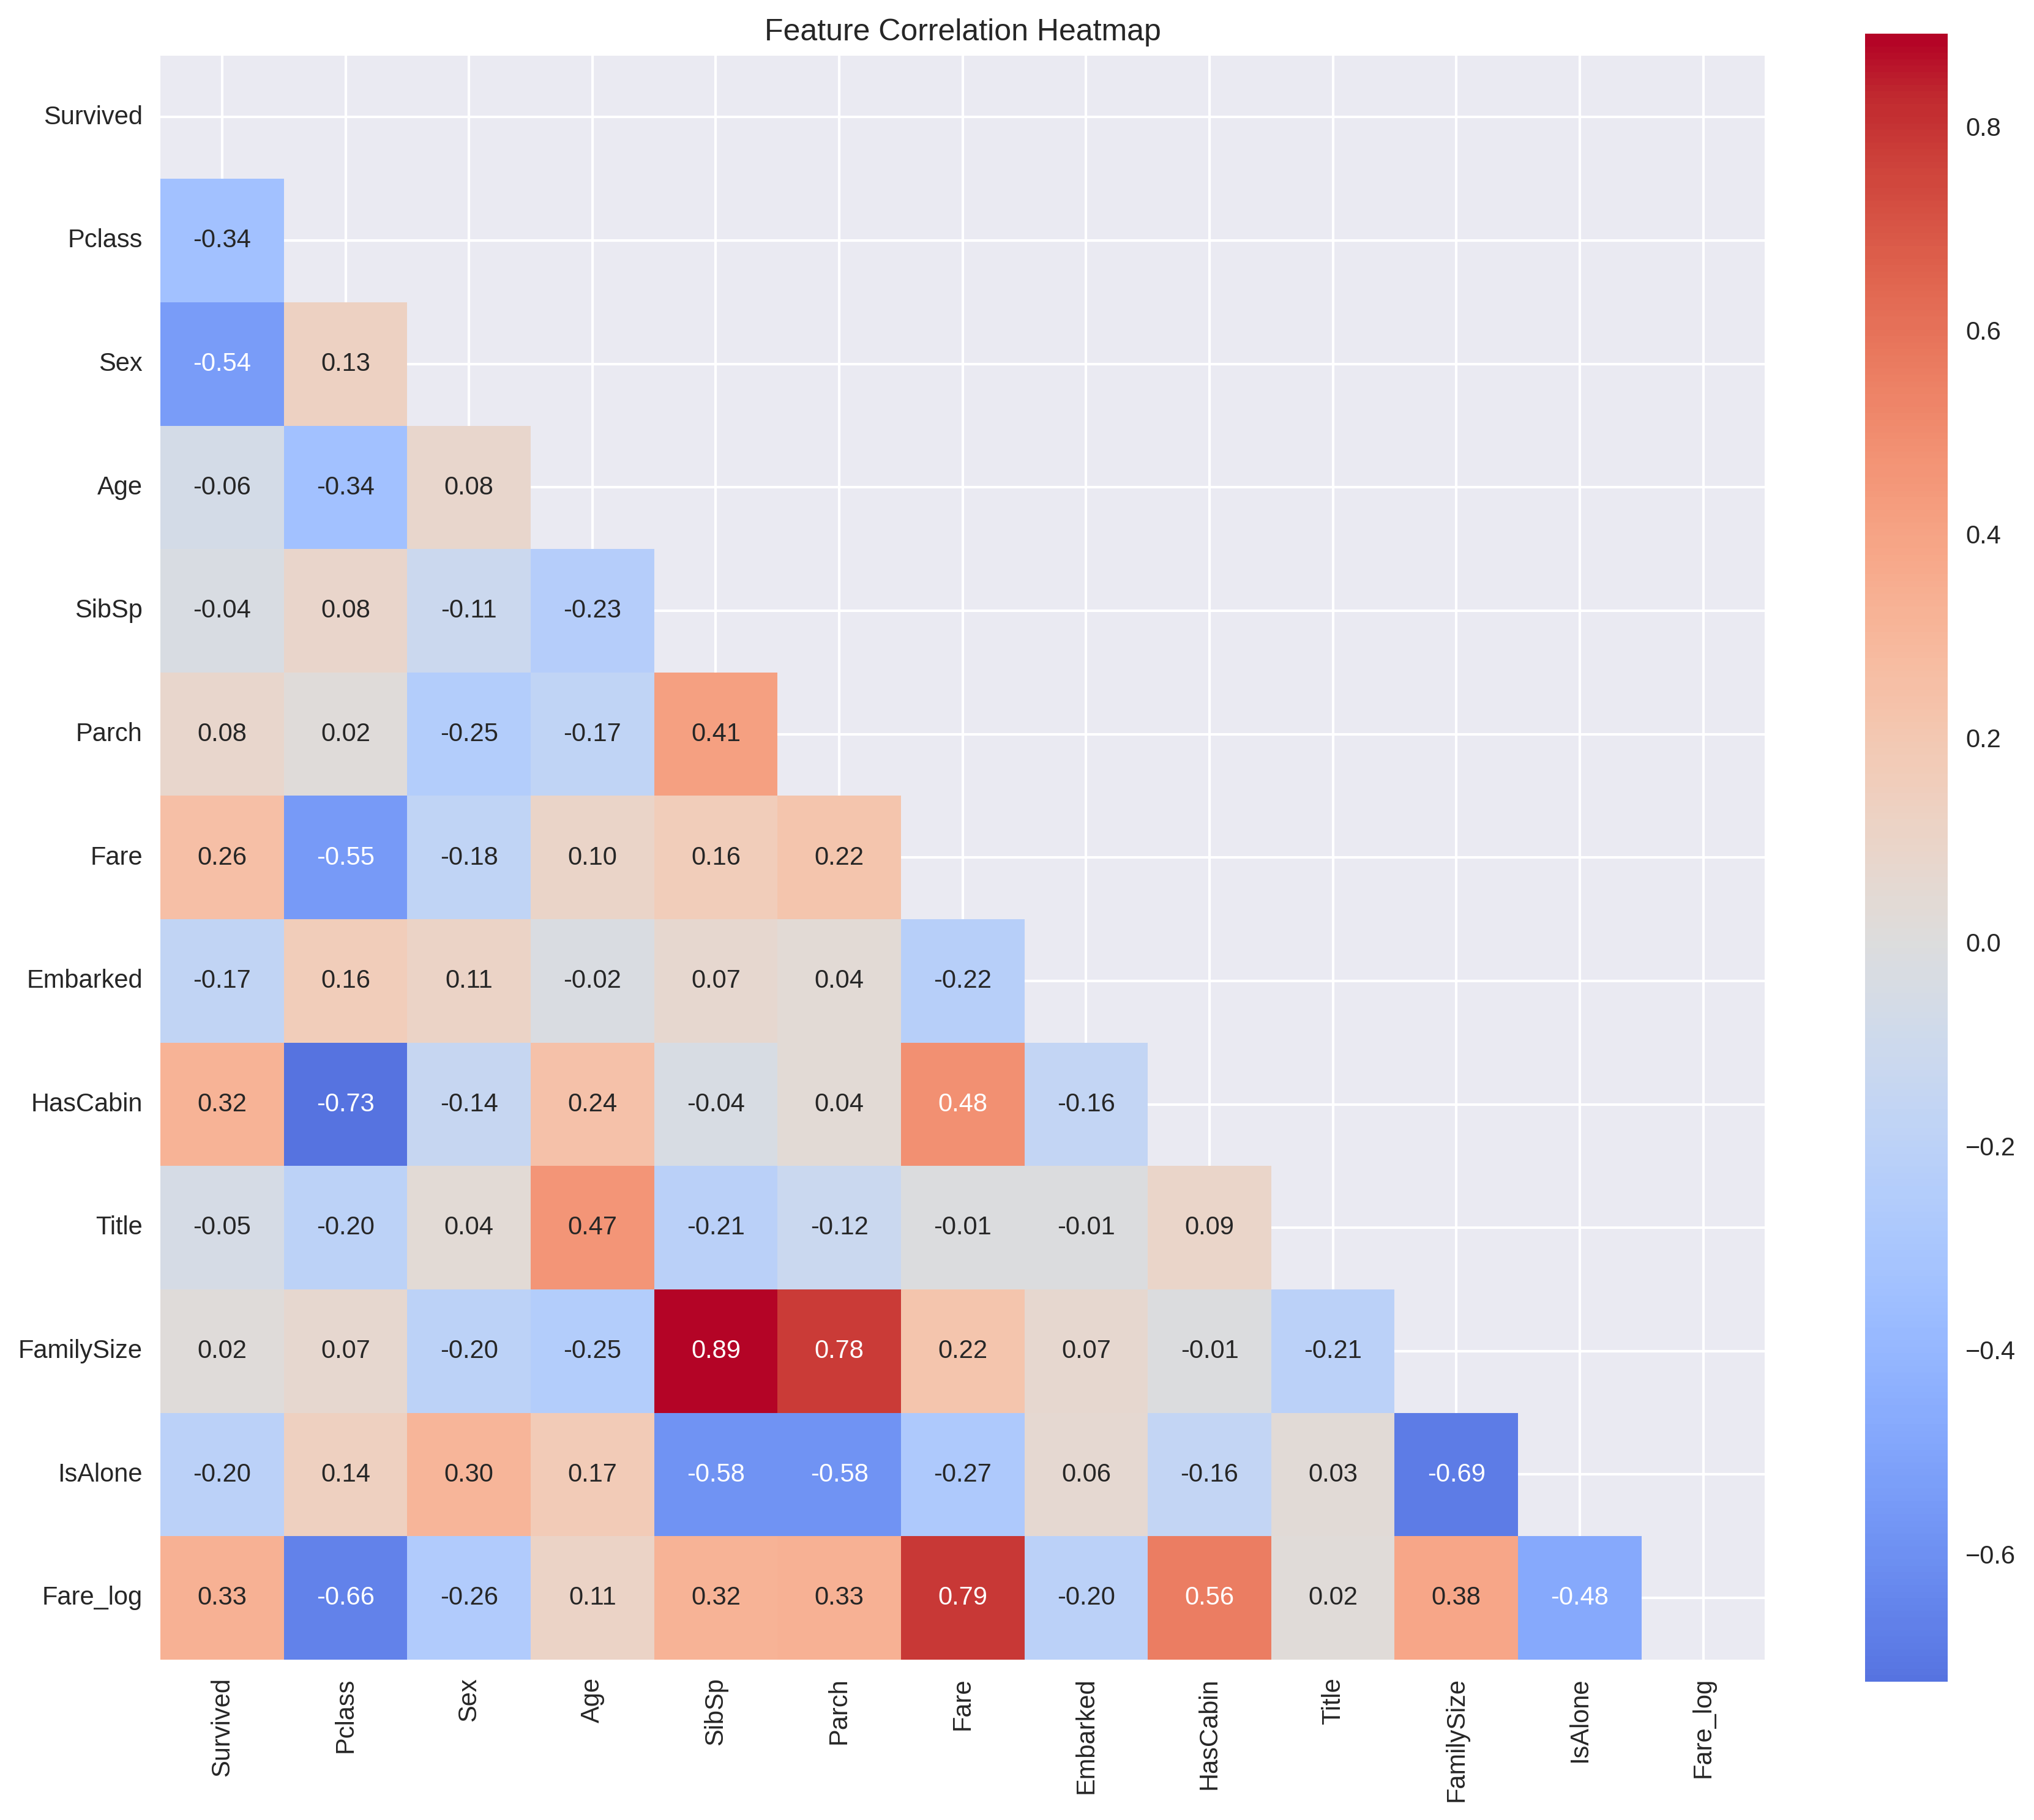 Feature Correlation Heatmap
Survived
Pclass -0.34
Sex -0.54 0.13
Age -0.06 -0.34 0.08
SibSp -0.04 0.08 -0.11 -0.23
Parch 0.08 0.02 -0.25 -0.17 0.41
Fare 0.26 -0.55 -0.18 0.10 0.16 0.22
Embarked -0.17 0.16 0.11 -0.02 0.07 0.04 -0.22
HasCabin 0.32 -0.73 -0.14 0.24 -0.04 0.04 0.48 -0.16
Title -0.05 -0.20 0.04 0.47 -0.21 -0.12 -0.01 -0.01 0.09
FamilySize 0.02 0.07 -0.20 -0.25 0.89 0.78 0.22 0.07 -0.01 -0.21
IsAlone -0.20 0.14 0.30 0.17 -0.58 -0.58 -0.27 0.06 -0.16 0.03 -0.69
Fare_log 0.33 -0.66 -0.26 0.11 0.32 0.33 0.79 -0.20 0.56 0.02 0.38 -0.48
Survived Pclass Sex Age SibSp Parch Fare Embarked HasCabin Title FamilySize IsAlone Fare_log
0.8
0.6
0.4
0.2
0.0
−0.2
−0.4
−0.6